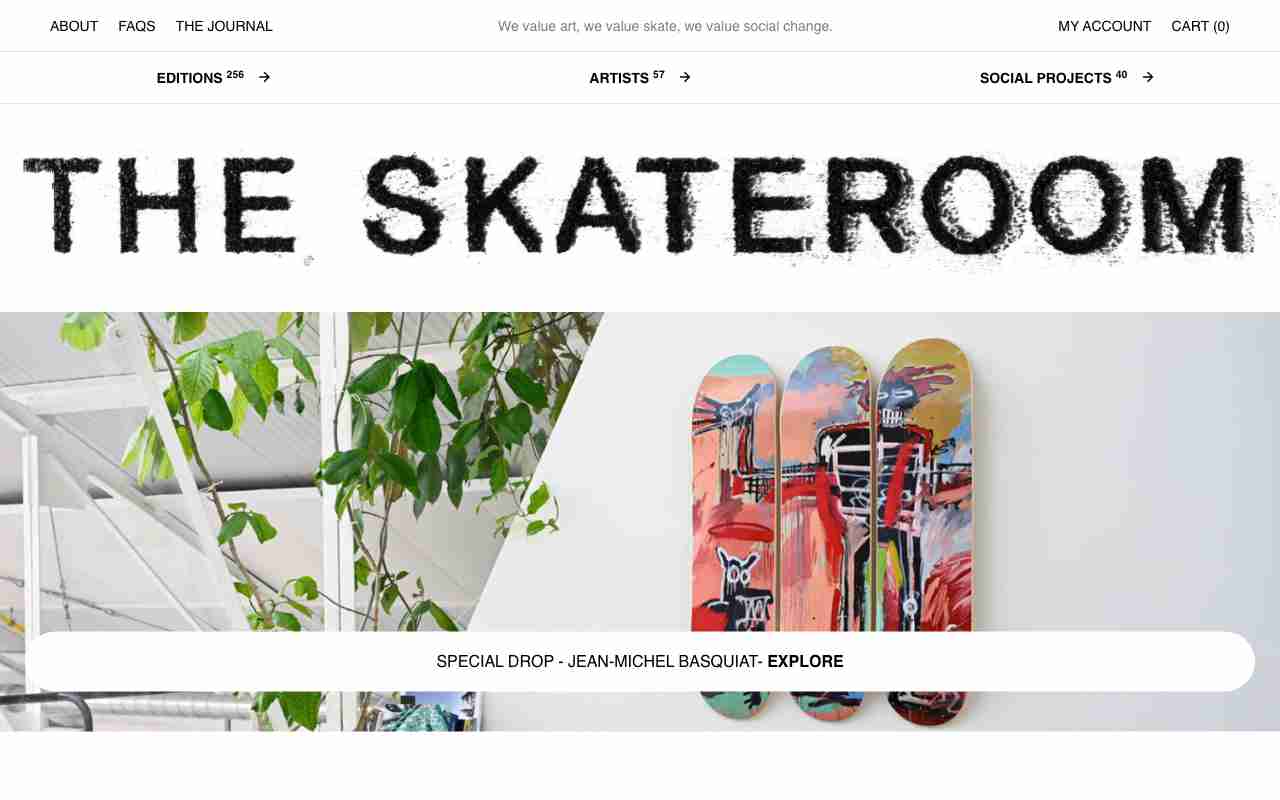 ABOUT FAQS THE JOURNAL We value art, we value skate, we value social change. MY ACCOUNT CART (0)
EDITIONS 256 → ARTISTS 57 → SOCIAL PROJECTS 40 →
THE SKATEROOM
SPECIAL DROP - JEAN-MICHEL BASQUIAT- EXPLORE